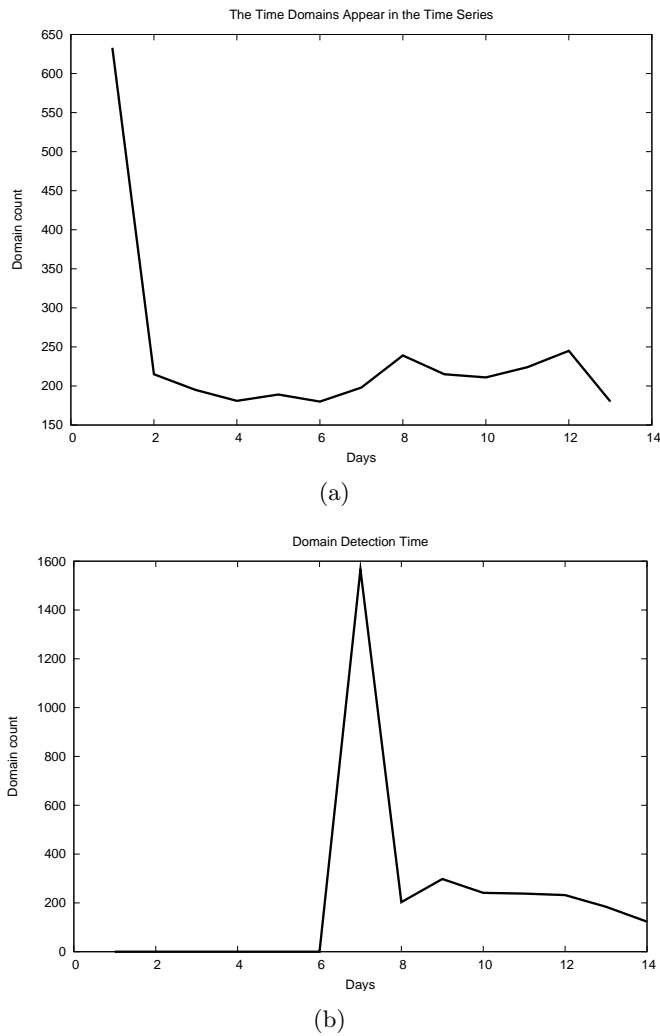 The Time Domains Appear in the Time Series
650
600
550
500
450
400
350
300
250
200
150
Domain count
0 2 4 6 8 10 12 14
Days
(a)
Domain Detection Time
1600
1400
1200
1000
800
600
400
200
0
Domain count
0 2 4 6 8 10 12 14
Days
(b)